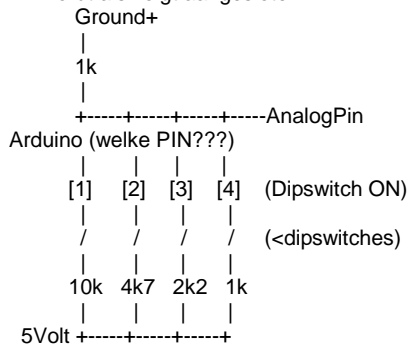 Ground+
|
1k
|
+-----+-----+-----+-----AnalogPin
Arduino (welke PIN???)
| | | |
[1] [2] [3] [4] (Dipswitch ON)
| | | |
/ / / / (<dipswitches)
| | | |
10k 4k7 2k2 1k
| | | |
5Volt +-----+-----+-----+